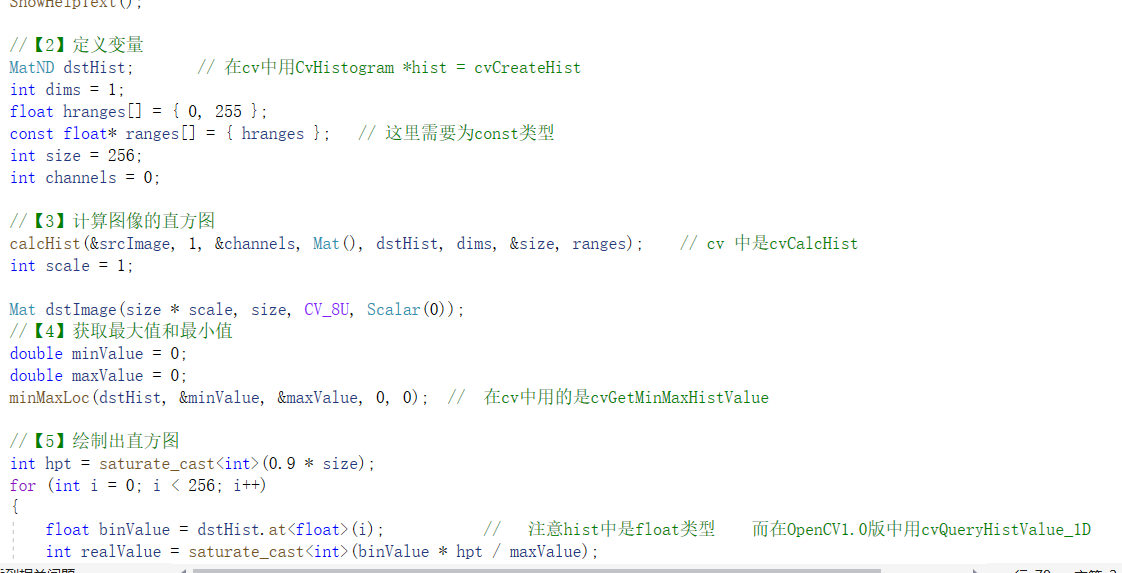 ShowHelpText();
//【2】定义变量
MatND dstHist;       // 在cv中用CvHistogram *hist = cvCreateHist
int dims = 1;
float hranges[] = { 0, 255 };
const float* ranges[] = { hranges };   // 这里需要为const类型
int size = 256;
int channels = 0;
//【3】计算图像的直方图
calcHist(&srcImage, 1, &channels, Mat(), dstHist, dims, &size, ranges);    // cv 中是cvCalcHist
int scale = 1;
Mat dstImage(size * scale, size, CV_8U, Scalar(0));
//【4】获取最大值和最小值
double minValue = 0;
double maxValue = 0;
minMaxLoc(dstHist, &minValue, &maxValue, 0, 0);  //  在cv中用的是cvGetMinMaxHistValue
//【5】绘制出直方图
int hpt = saturate_cast<int>(0.9 * size);
for (int i = 0; i < 256; i++)
{
    float binValue = dstHist.at<float>(i);           //   注意hist中是float类型    而在OpenCV1.0版中用cvQueryHistValue_1D
    int realValue = saturate_cast<int>(binValue * hpt / maxValue);